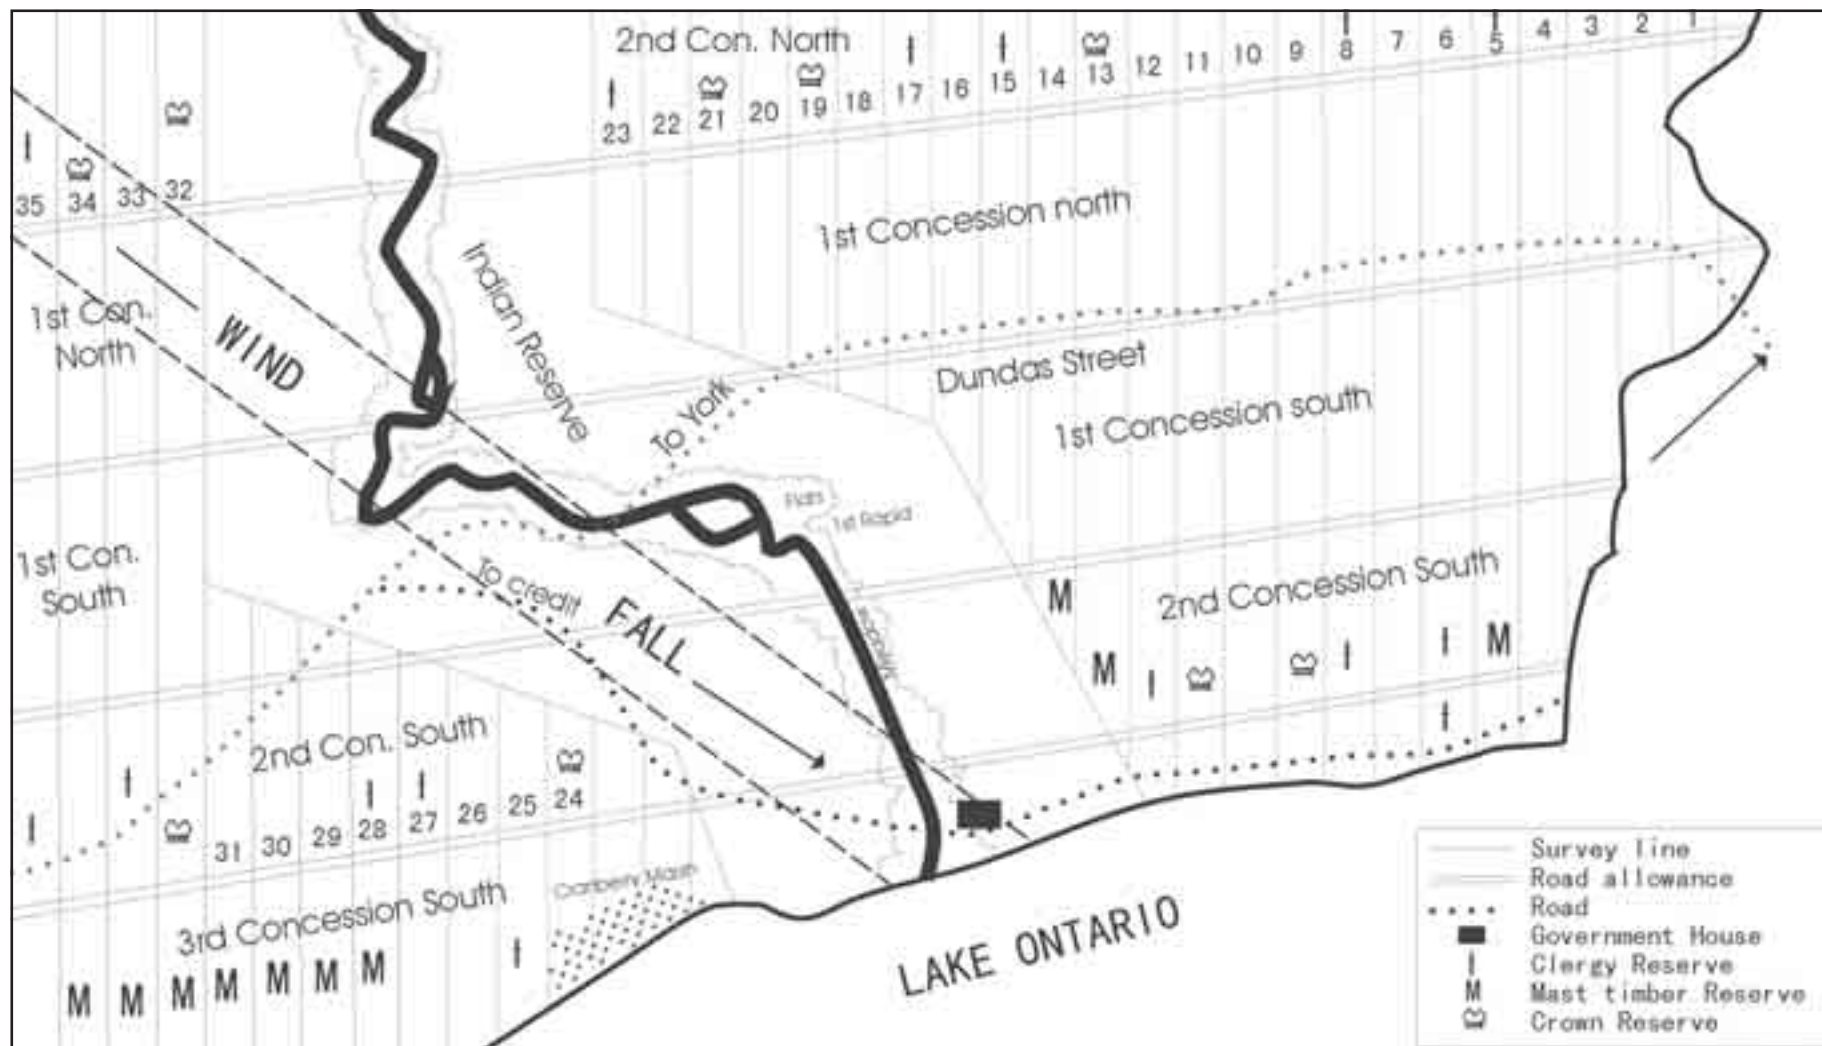 2nd Con. North
23 22 21 20 19 18 17 16 15 14 13 12 11 10 9 8 7 6 5 4 3 2 1
35 34 33 32
1st Concession north
Indian Reserve
1st Con.
North
WIND
Dundas Street
To York
1st Concession south
Flats
1st Rapid
1st Con.
South
To credit
FALL
2nd Concession South
M
M
M
2nd Con. South
31 30 29 28 27 26 25 24
3rd Concession South
M M M M M M M
LAKE ONTARIO
Survey line
Road allowance
Road
Government House
Clergy Reserve
M Mast timber Reserve
Crown Reserve